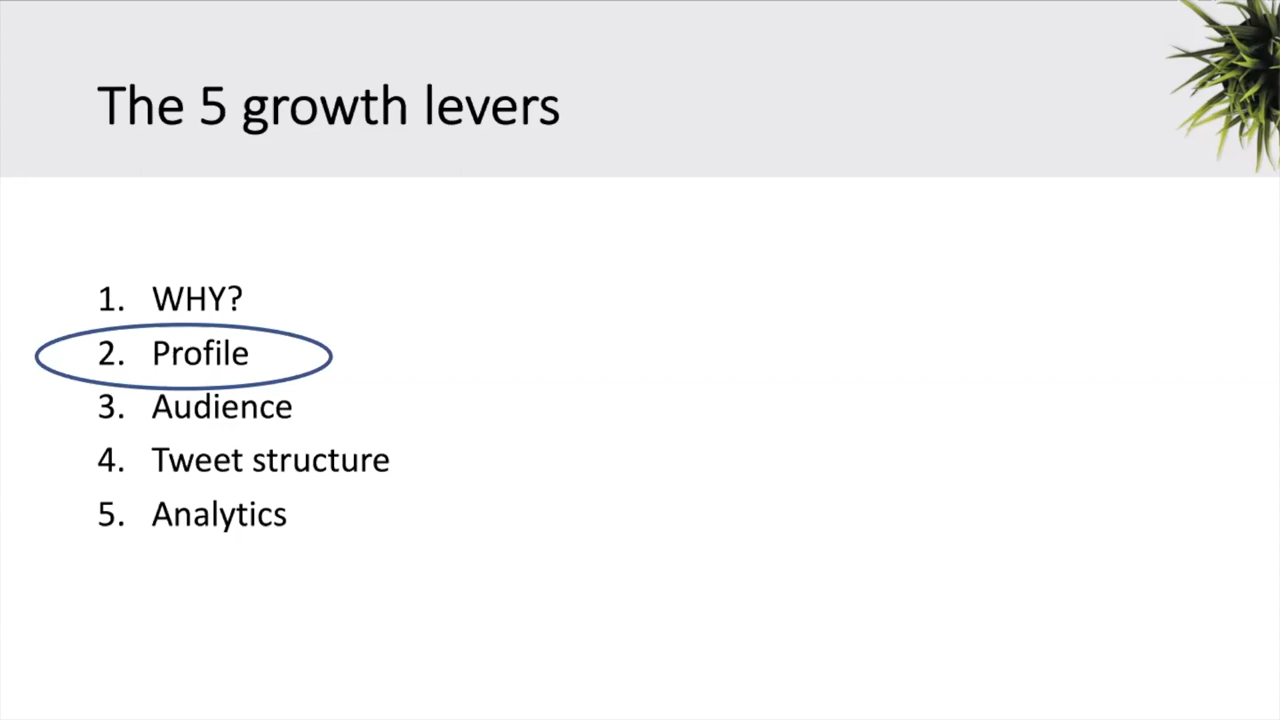 The 5 growth levers
1. WHY?
2. Profile
3. Audience
4. Tweet structure
5. Analytics